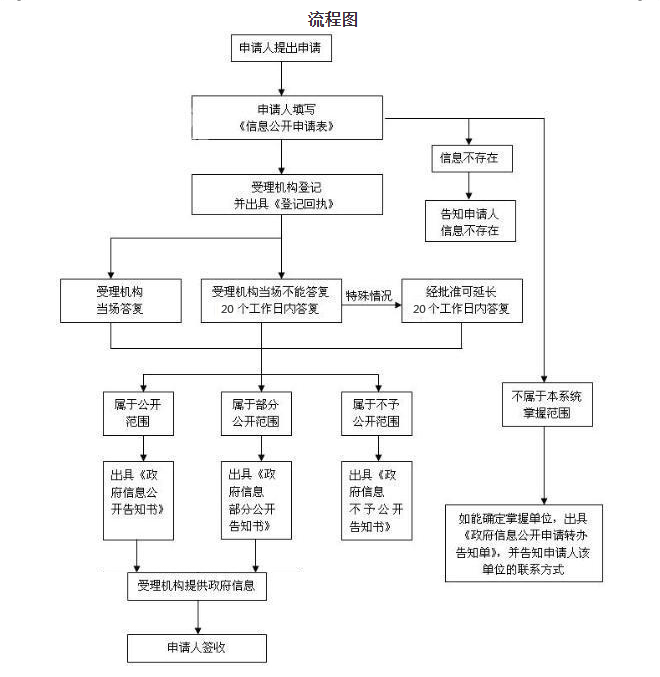 流程图
申请人提出申请
申请人填写
《信息公开申请表》
信息不存在
受理机构登记
并出具《登记回执》
告知申请人
信息不存在
受理机构
当场答复
受理机构当场不能答复
20个工作日内答复
特殊情况
经批准可延长
20个工作日内答复
属于公开
范围
属于部分
公开范围
属于不予
公开范围
不属于本系统
掌握范围
出具《政
府信息公
开告知书》
出具《政
府信息
部分公开
告知书》
出具《政
府信息
不予公开
告知书》
如能确定掌握单位，出具
《政府信息公开申请转办
告知单》，并告知申请人该
单位的联系方式
受理机构提供政府信息
申请人签收